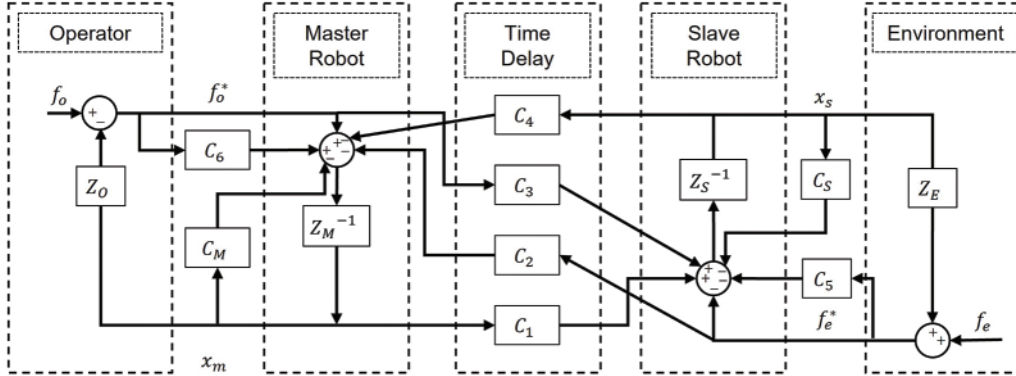 Operator
Master
Robot
Time
Delay
Slave
Robot
Environment
f_o
+
−
f_o^*
C_6
Z_O
C_M
+ − + − −
Z_M^{-1}
C_4
C_3
C_2
C_1
x_s
Z_S^{-1}
C_S
Z_E
+ − + − −
C_5
f_e^*
+ +
f_e
x_m